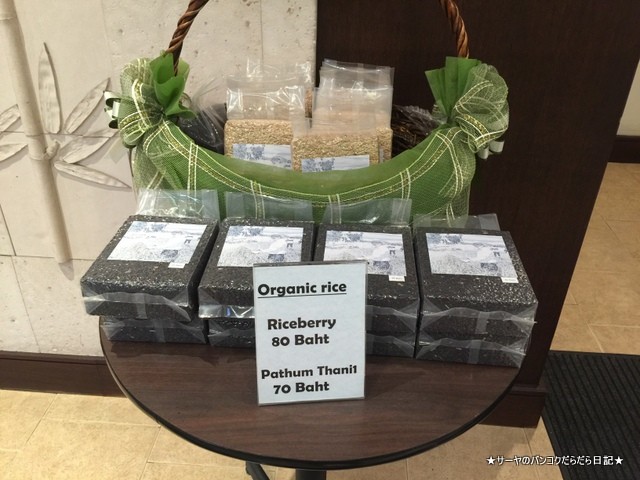 Organic rice
Riceberry
80 Baht
Pathum Thani1
70 Baht
★サーヤのバンコクだらだら日記★